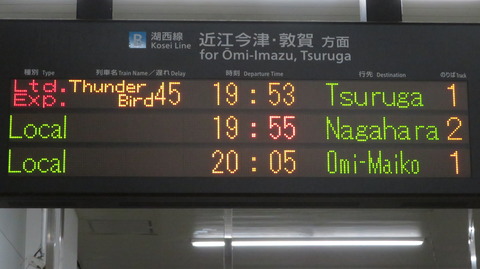 B 湖西線 近江今津・敦賀 方面
Kosei Line for Ōmi-Imazu, Tsuruga
種別 Type 列車名 Train Name／遅れ Delay 時刻 Departure Time 行先 Destination のりば Track
Ltd. Exp. Thunder Bird 45 19:53 Tsuruga 1
Local 19:55 Nagahara 2
Local 20:05 Omi-Maiko 1